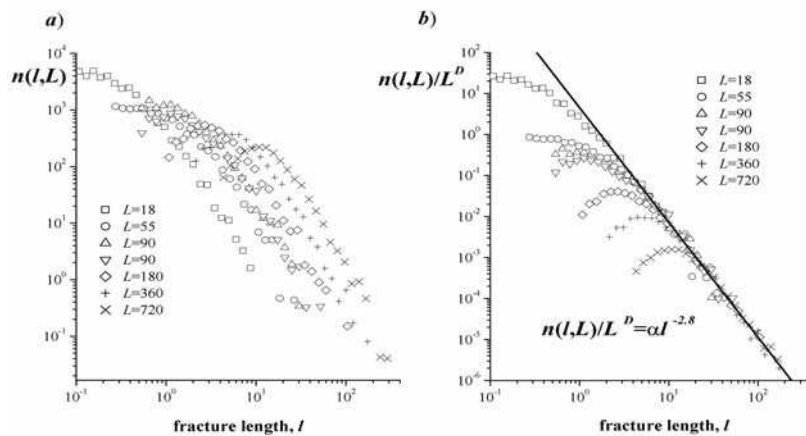 a)
n(l,L)
10^4
10^3
10^2
10^1
10^0
10^-1
L=18
L=55
L=90
L=90
L=180
L=360
L=720
10^-1 10^0 10^1 10^2
fracture length, l
b)
n(l,L)/L^D
10^2
10^1
10^0
10^-1
10^-2
10^-3
10^-4
10^-5
10^-6
L=18
L=55
L=90
L=90
L=180
L=360
L=720
n(l,L)/L^D=αl^-2.8
10^-1 10^0 10^1 10^2
fracture length, l